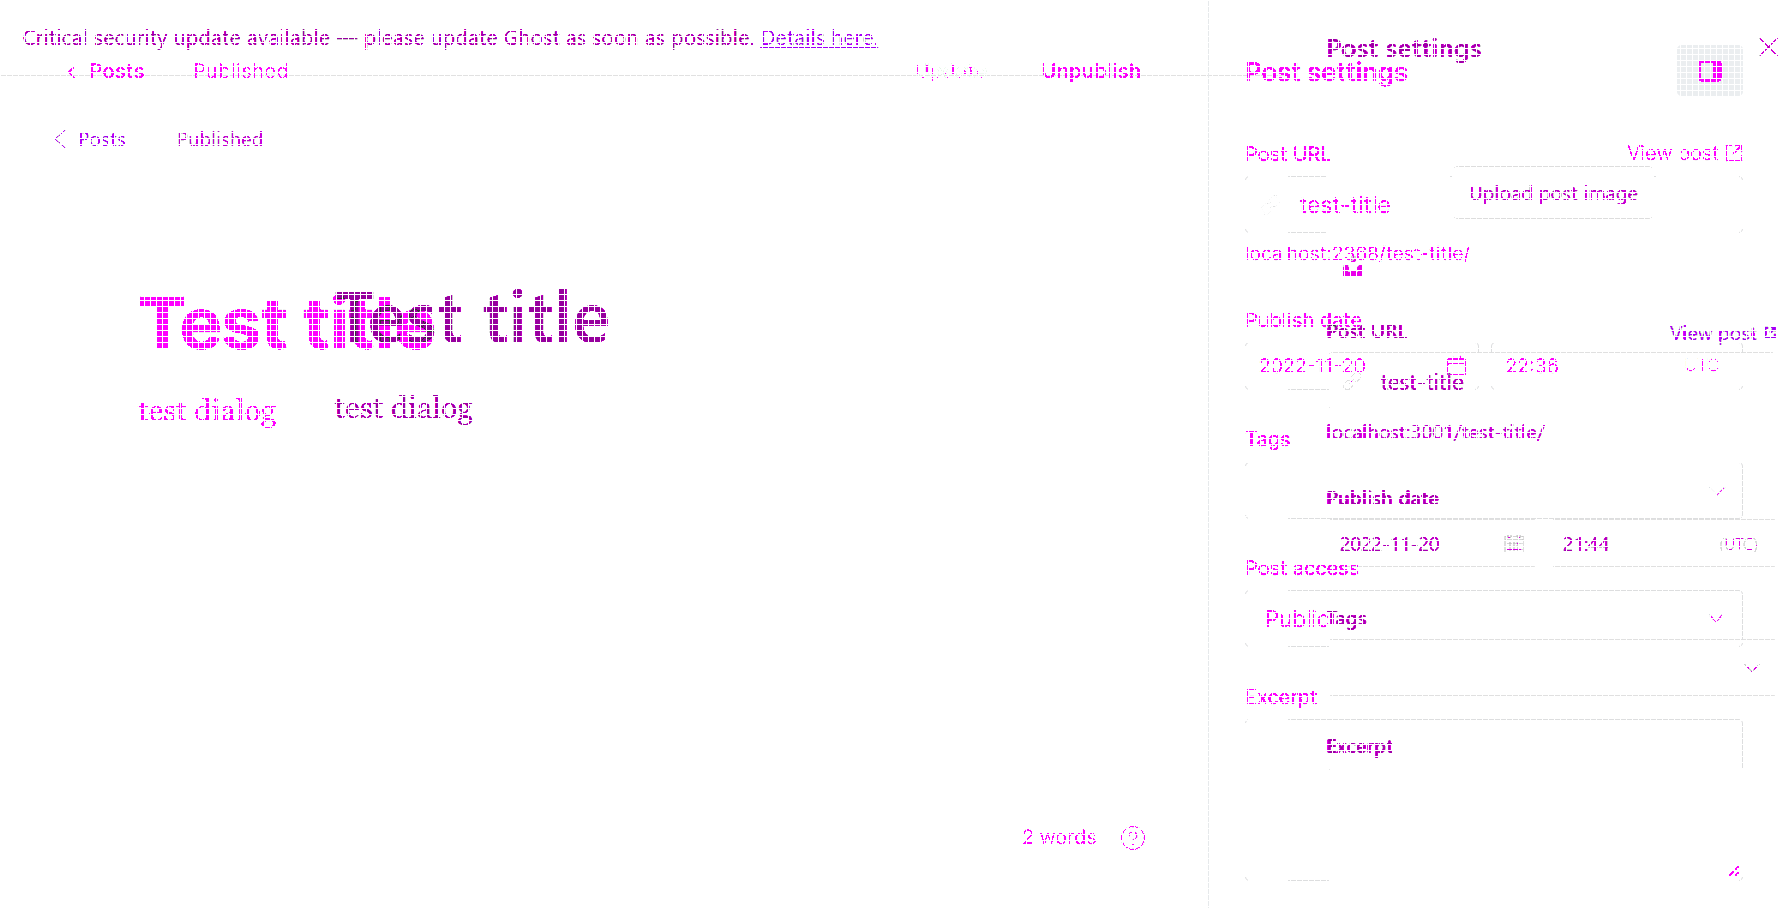 Critical security update available — please update Ghost as soon as possible. Details here.
Post settings
Posts Published Update Unpublish Post settings
Posts Published
Post URL View post
Upload post image
test-title
localhost:2368/test-title/
Test title
Test title
Publish date
Post URL View post
2022-11-20 22:36 UTC
test-title
test dialog
test dialog
localhost:3001/test-title/
Tags
Publish date
2022-11-20 21:44 (UTC)
Post access
Public
Tags
Excerpt
Excerpt
2 words